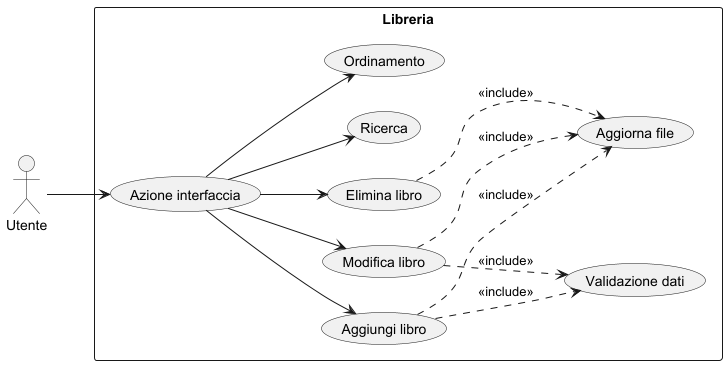 Libreria
Ordinamento
«include»
Ricerca
Aggiorna file
«include»
Utente
Azione interfaccia
Elimina libro
«include»
Modifica libro
«include»
Validazione dati
«include»
Aggiungi libro